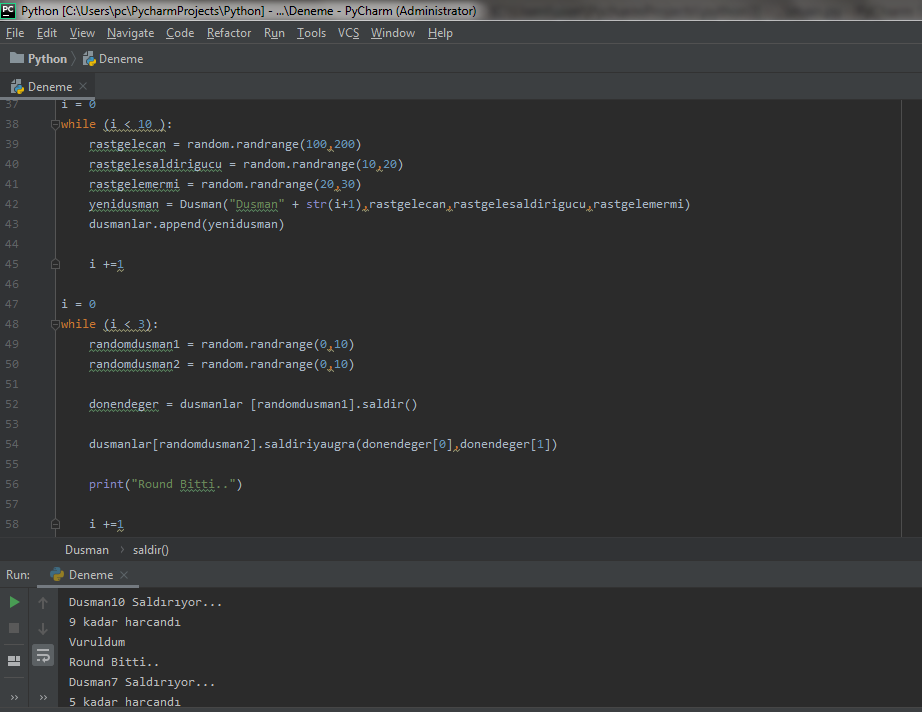 Python [C:\Users\pc\PycharmProjects\Python] - ...\Deneme - PyCharm (Administrator)
File Edit View Navigate Code Refactor Run Tools VCS Window Help
Python Deneme
Deneme
37 i = 0
38 while (i < 10 ):
39 rastgelecan = random.randrange(100,200)
40 rastgelesaldirigucu = random.randrange(10,20)
41 rastgelemermi = random.randrange(20,30)
42 yenidusman = Dusman("Dusman" + str(i+1),rastgelecan,rastgelesaldirigucu,rastgelemermi)
43 dusmanlar.append(yenidusman)
44
45 i +=1
46
47 i = 0
48 while (i < 3):
49 randomdusman1 = random.randrange(0,10)
50 randomdusman2 = random.randrange(0,10)
51
52 donendeger = dusmanlar [randomdusman1].saldir()
53
54 dusmanlar[randomdusman2].saldiriyaugra(donendeger[0],donendeger[1])
55
56 print("Round Bitti..")
57
58 i +=1
Dusman saldir()
Run: Deneme
Dusman10 Saldırıyor...
9 kadar harcandı
Vuruldum
Round Bitti..
Dusman7 Saldırıyor...
5 kadar harcandı